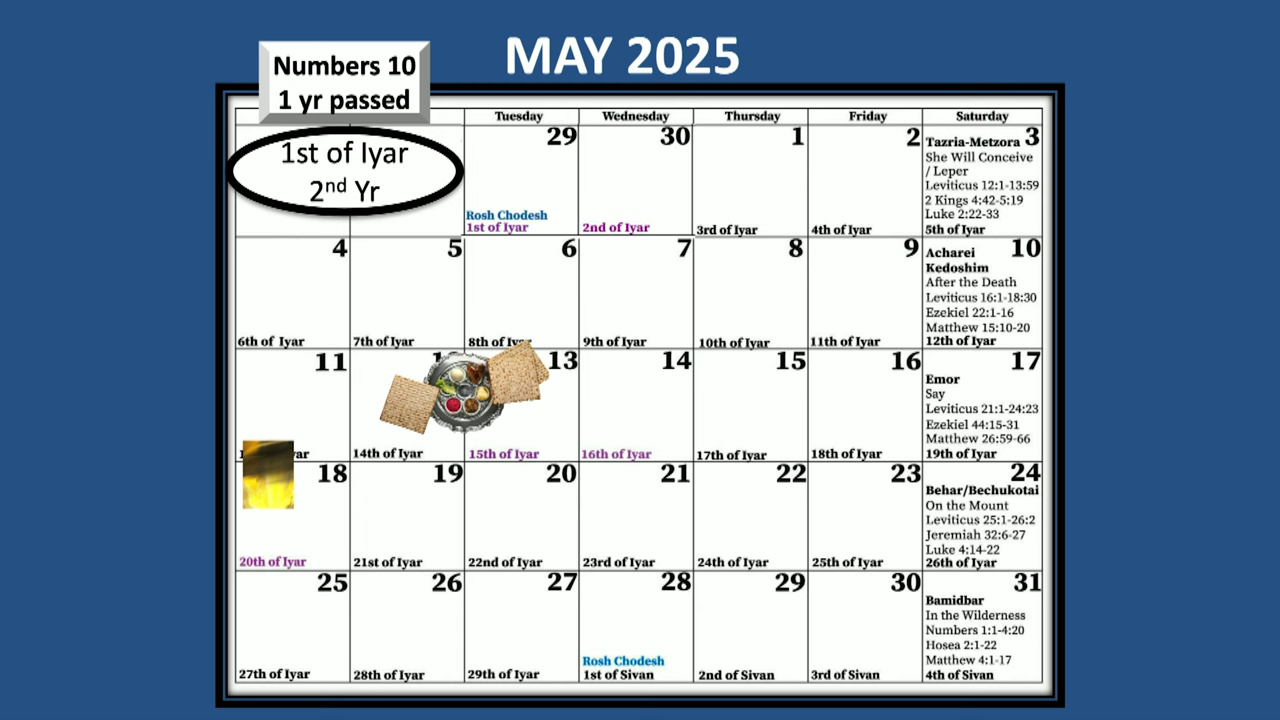 MAY 2025
Numbers 10
1 yr passed
Tuesday
Wednesday
Thursday
Friday
Saturday
1st of Iyar
2nd Yr
29
Rosh Chodesh
1st of Iyar
30
2nd of Iyar
1
3rd of Iyar
2
4th of Iyar
Tazria-Metzora 3
She Will Conceive
/ Leper
Leviticus 12:1-13:59
2 Kings 4:42-5:19
Luke 2:22-33
5th of Iyar
4
6th of Iyar
5
7th of Iyar
6
8th of
7
9th of Iyar
8
10th of Iyar
9
11th of Iyar
Acharei 10
Kedoshim
After the Death
Leviticus 16:1-18:30
Ezekiel 22:1-16
Matthew 15:10-20
12th of Iyar
11
14th of Iyar
13
15th of Iyar
14
16th of Iyar
15
17th of Iyar
16
18th of Iyar
17
Emor
Say
Leviticus 21:1-24:23
Ezekiel 44:15-31
Matthew 26:59-66
19th of Iyar
18
20th of Iyar
19
21st of Iyar
20
22nd of Iyar
21
23rd of Iyar
22
24th of Iyar
23
25th of Iyar
24
Behar/Bechukotai
On the Mount
Leviticus 25:1-26:2
Jeremiah 32:6-27
Luke 4:14-22
26th of Iyar
25
27th of Iyar
26
28th of Iyar
27
29th of Iyar
28
Rosh Chodesh
1st of Sivan
29
2nd of Sivan
30
3rd of Sivan
31
Bamidbar
In the Wilderness
Numbers 1:1-4:20
Hosea 2:1-22
Matthew 4:1-17
4th of Sivan